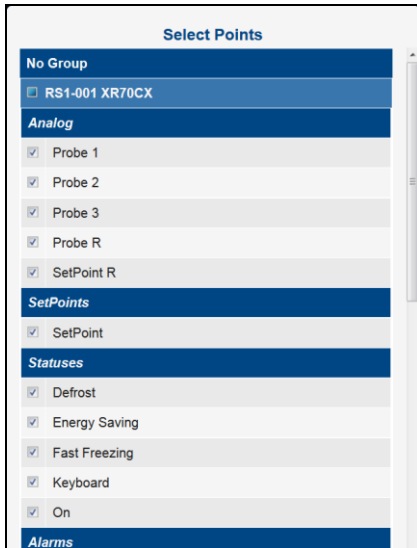 Select Points
No Group
RS1-001 XR70CX
Analog
Probe 1
Probe 2
Probe 3
Probe R
SetPoint R
SetPoints
SetPoint
Statuses
Defrost
Energy Saving
Fast Freezing
Keyboard
On
Alarms